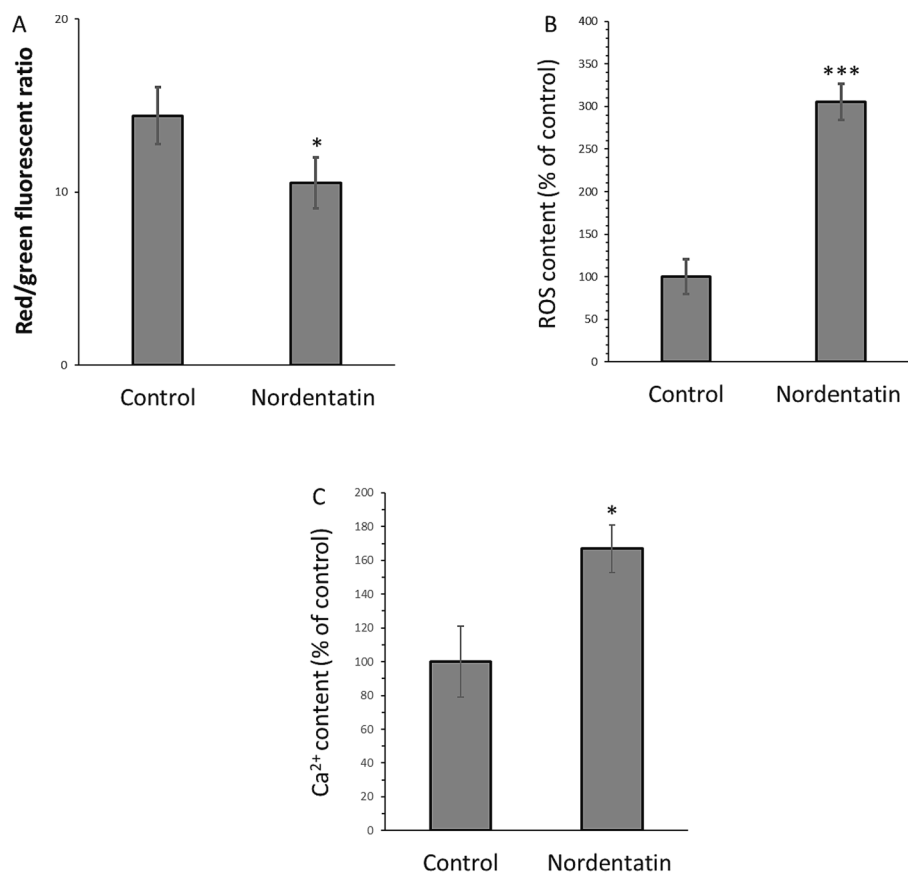 A
Red/green fluorescent ratio
20
10
0
*
Control Nordentatin
B
ROS content (% of control)
400
350
300
250
200
150
100
50
0
***
Control Nordentatin
C
Ca²⁺ content (% of control)
200
180
160
140
120
100
80
60
40
20
0
*
Control Nordentatin